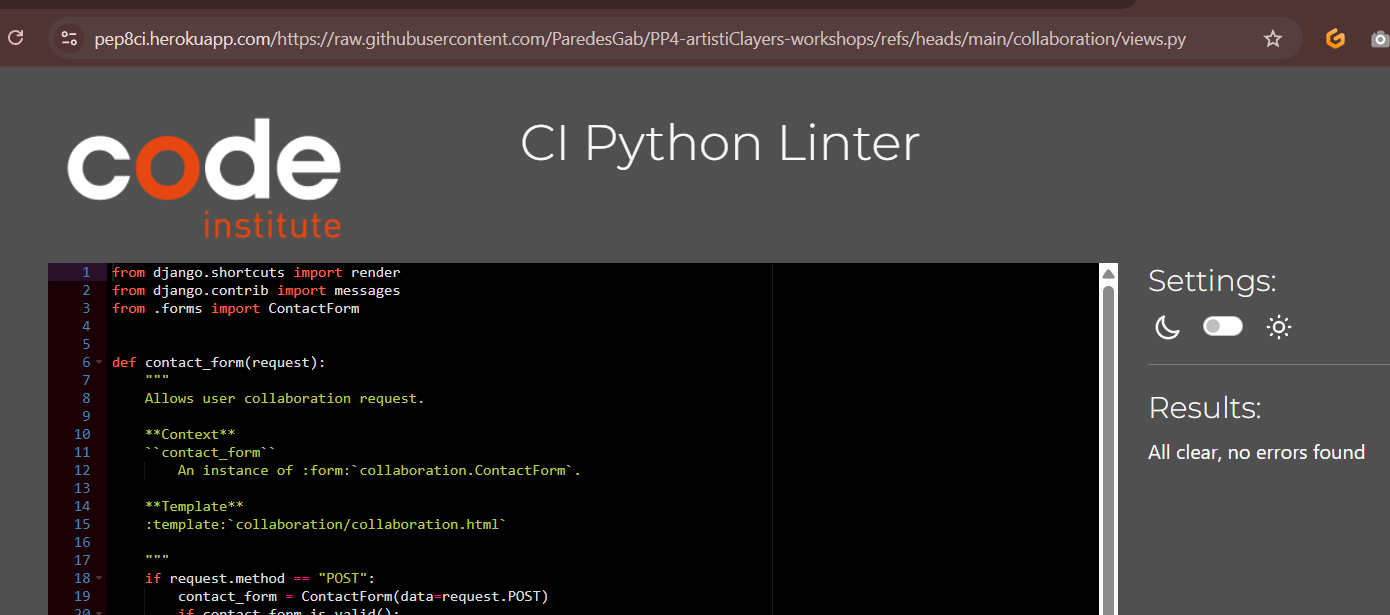 pep8ci.herokuapp.com/https://raw.githubusercontent.com/ParedesGab/PP4-artistiClayers-workshops/refs/heads/main/collaboration/views.py
code
institute
CI Python Linter
1 from django.shortcuts import render
2 from django.contrib import messages
3 from .forms import ContactForm
4
5
6 def contact_form(request):
7 """
8 Allows user collaboration request.
9
10 **Context**
11 ``contact_form``
12 An instance of :form:`collaboration.ContactForm`.
13
14 **Template**
15 :template:`collaboration/collaboration.html`
16
17 """
18 if request.method == "POST":
19 contact_form = ContactForm(data=request.POST)
20 if contact_form.is_valid():
Settings:
Results:
All clear, no errors found